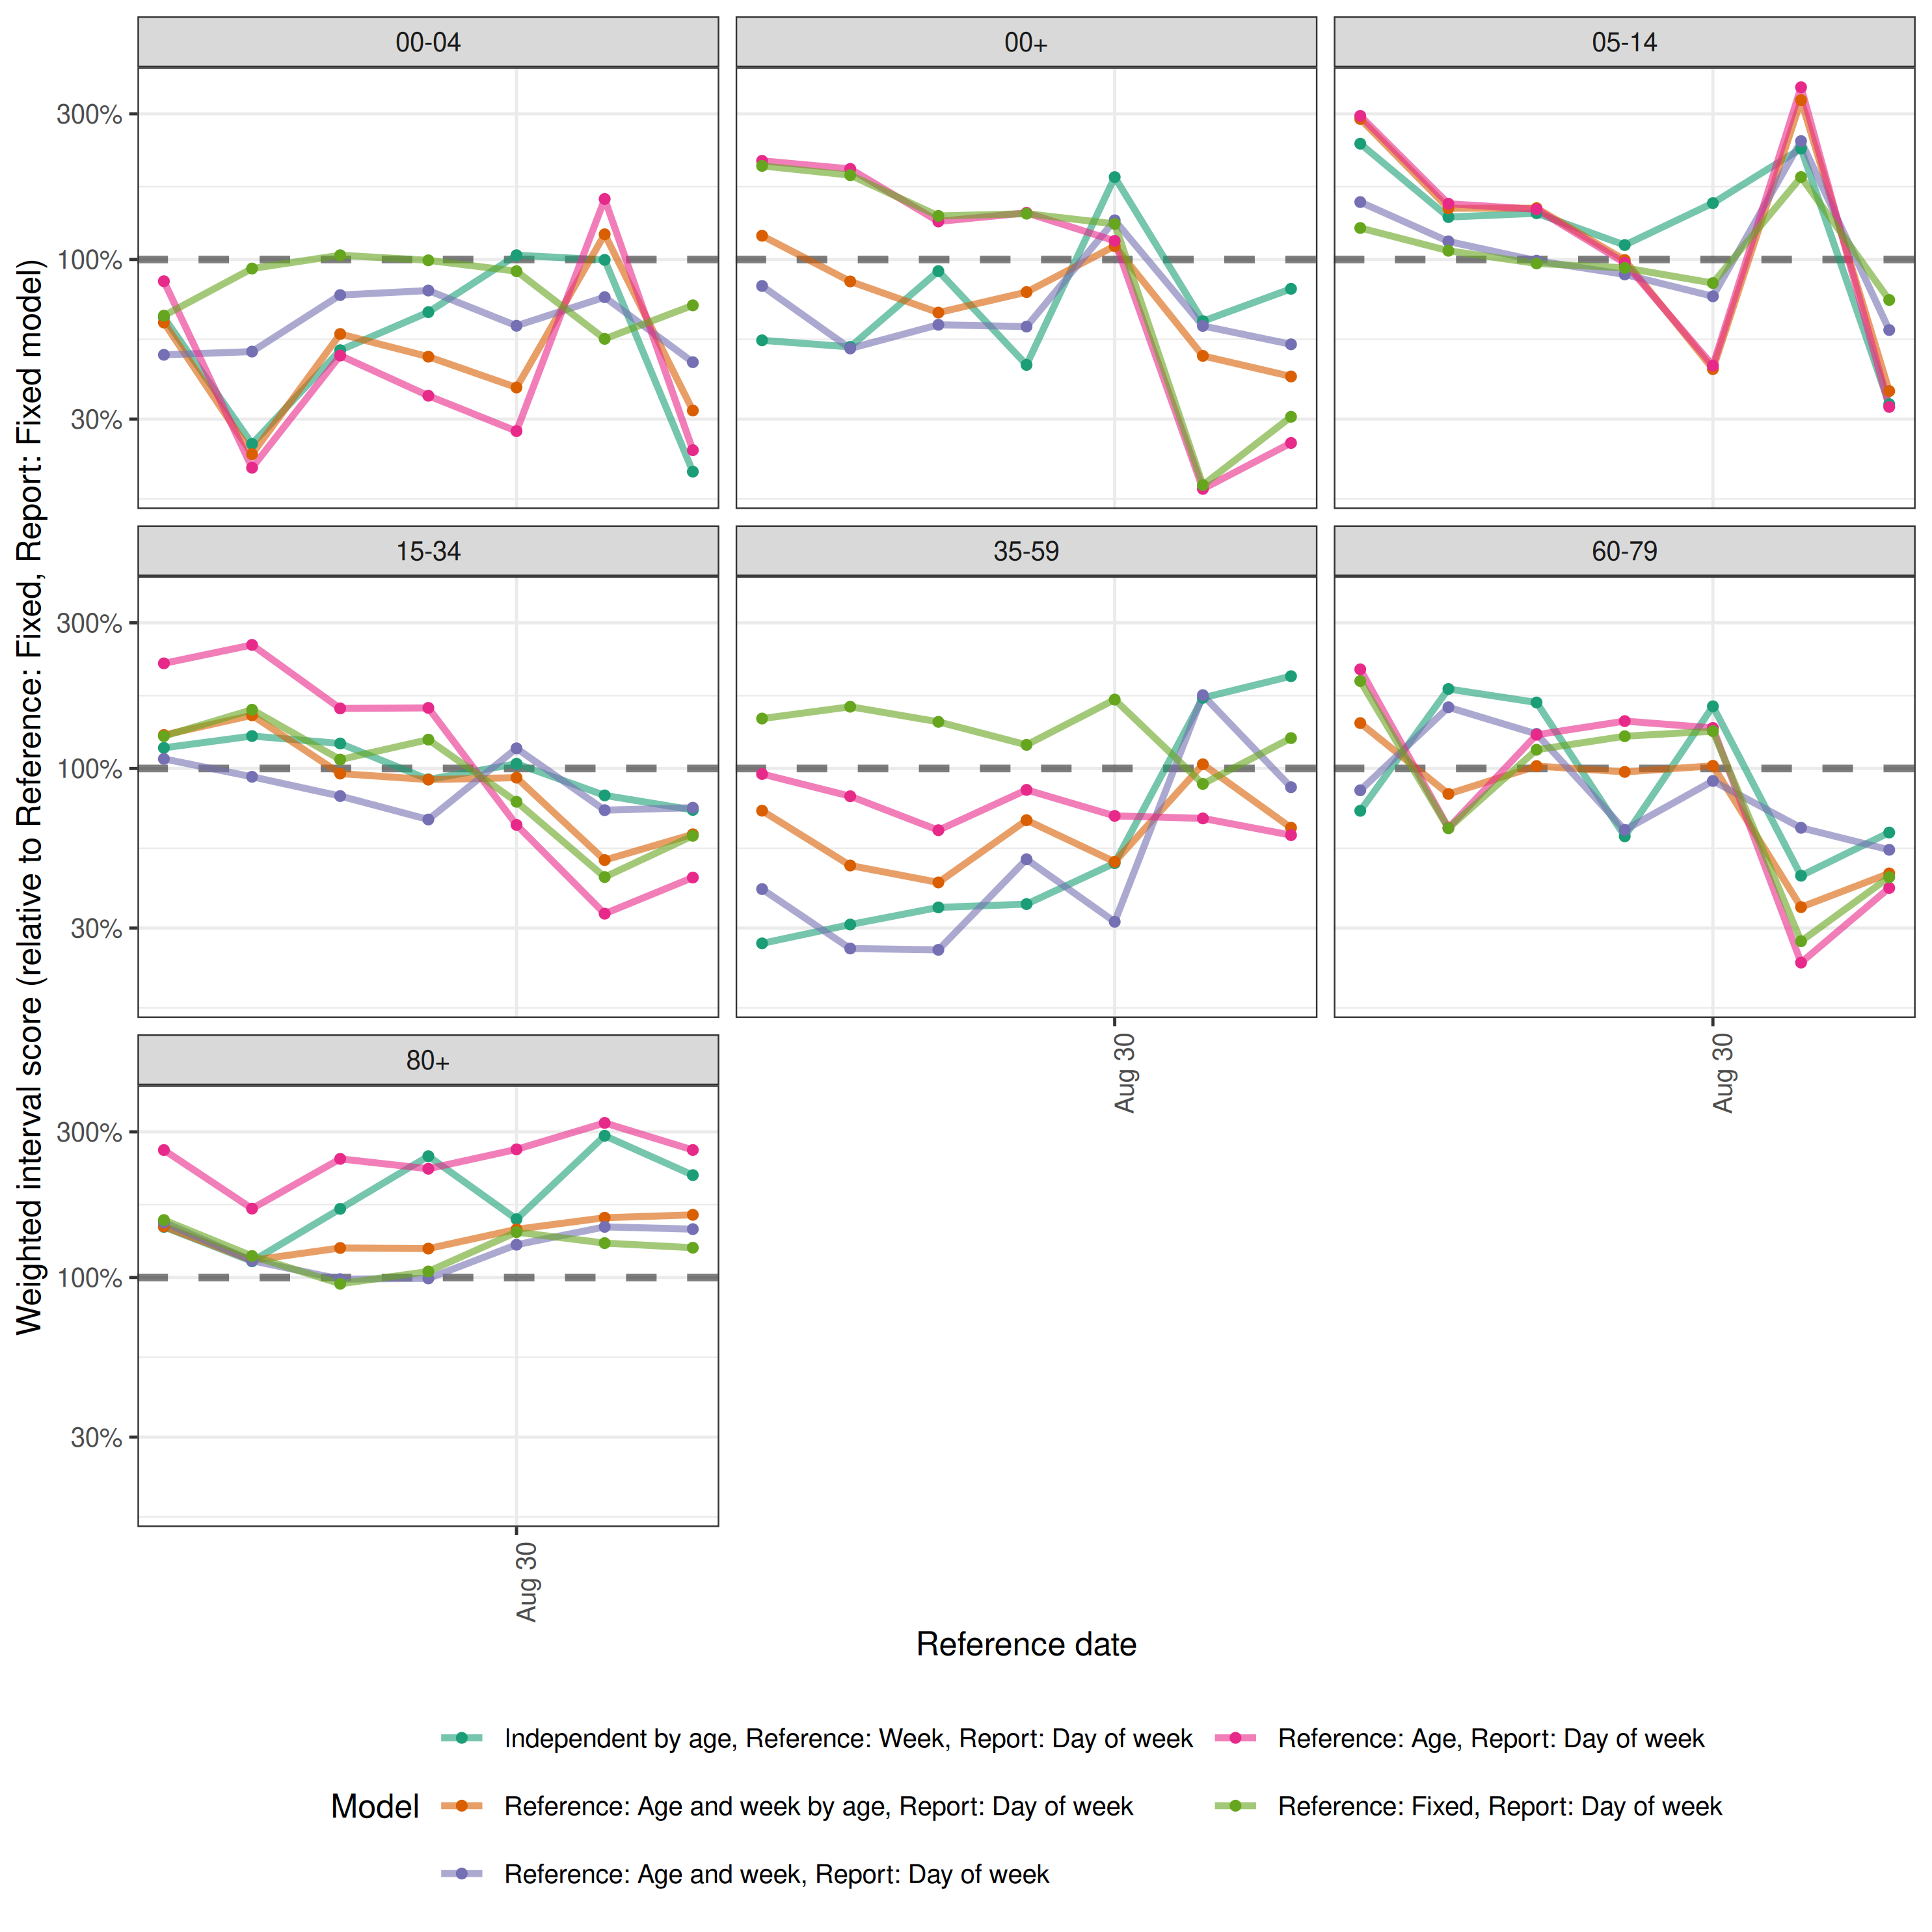 Weighted interval score (relative to Reference: Fixed, Report: Fixed model)
00-04
00+
05-14
300%
100%
30%
15-34
35-59
60-79
300%
100%
30%
Aug 30
Aug 30
80+
300%
100%
30%
Aug 30
Reference date
Model
Independent by age, Reference: Week, Report: Day of week
Reference: Age and week by age, Report: Day of week
Reference: Age and week, Report: Day of week
Reference: Age, Report: Day of week
Reference: Fixed, Report: Day of week